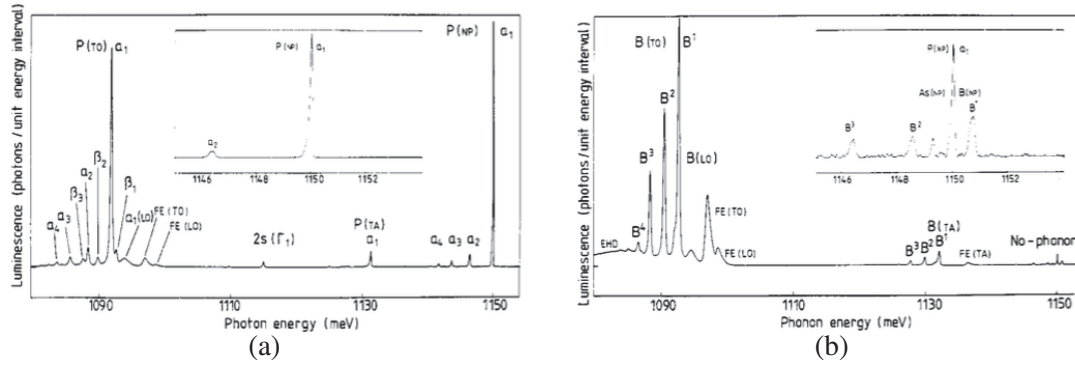 Luminescence (photons/unit energy interval)
P(TO) α1
P(NP) α1
P(NP) α1
α2
1146 1148 1150 1152
β2
α2
β3
α3
α4
β1
α1(LO)
FE(TO)
FE(LO)
2s(Γ1)
P(TA)
α1
α4 α3 α2
1090 1110 1130 1150
Photon energy (meV)
(a)
Luminescence (photons/unit energy interval)
B(TO) B1
B2
B3
B(LO)
B4
EHD
FE(TO)
FE(LO)
P(NP) α1
As(NP) B(NP)
B3 B2
1146 1148 1150 1152
B(TA)
B3 B2 B1
FE(TA)
No-phonon
1090 1110 1130 1150
Phonon energy (meV)
(b)